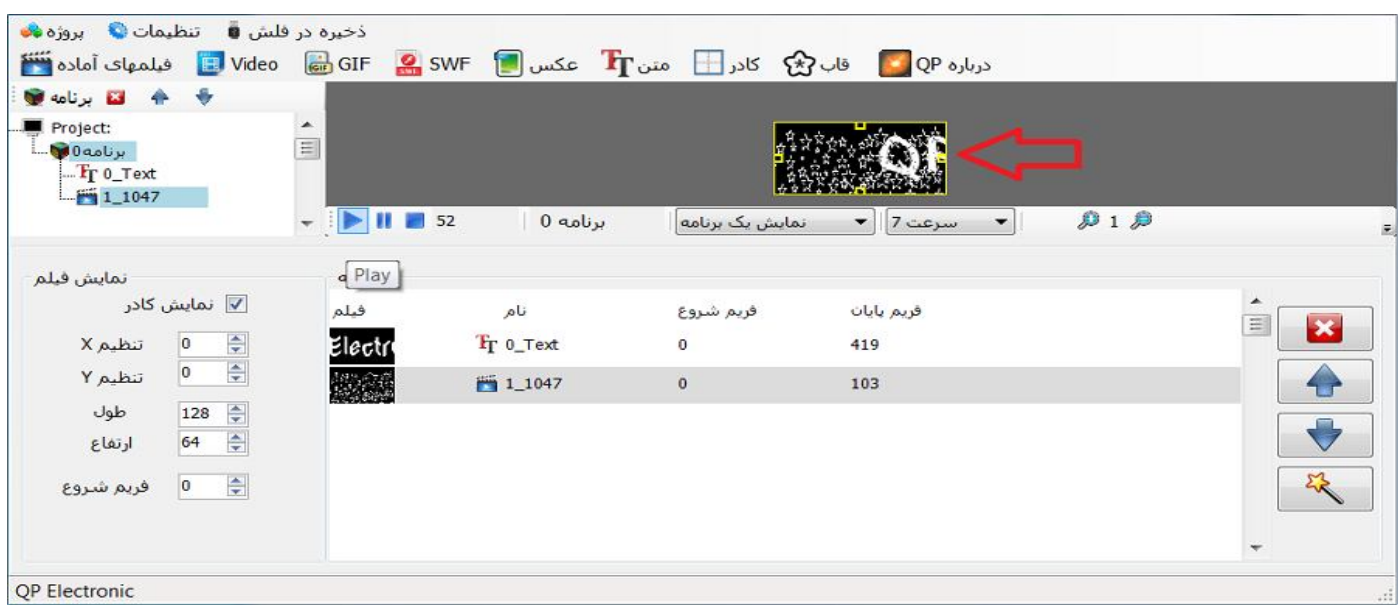 پروژه تنظیمات ذخیره در فلش
فیلمهای آماده Video GIF SWF عکس متن کادر قاب درباره QP
برنامه
Project:
برنامه0
0_Text
1_1047
QP
52 برنامه 0 نمایش یک برنامه سرعت 7 1
نمایش فیلم
Play
نمایش کادر
تنظیم X 0
تنظیم Y 0
طول 128
ارتفاع 64
فریم شروع 0
فیلم نام فریم شروع فریم پایان
Electr 0_Text 0 419
1_1047 0 103
QP Electronic